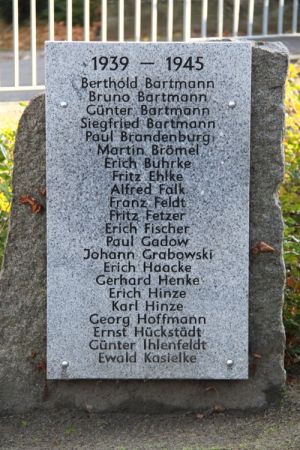 1939 — 1945
Berthold Bartmann
Bruno Bartmann
Günter Bartmann
Siegfried Bartmann
Paul Brandenburg
Martin Brömel
Erich Buhrke
Fritz Ehlke
Alfred Falk
Franz Feldt
Fritz Fetzer
Erich Fischer
Paul Gadow
Johann Grabowski
Erich Haacke
Gerhard Henke
Erich Hinze
Karl Hinze
Georg Hoffmann
Ernst Hückstädt
Günter Ihlenfeldt
Ewald Kasielke